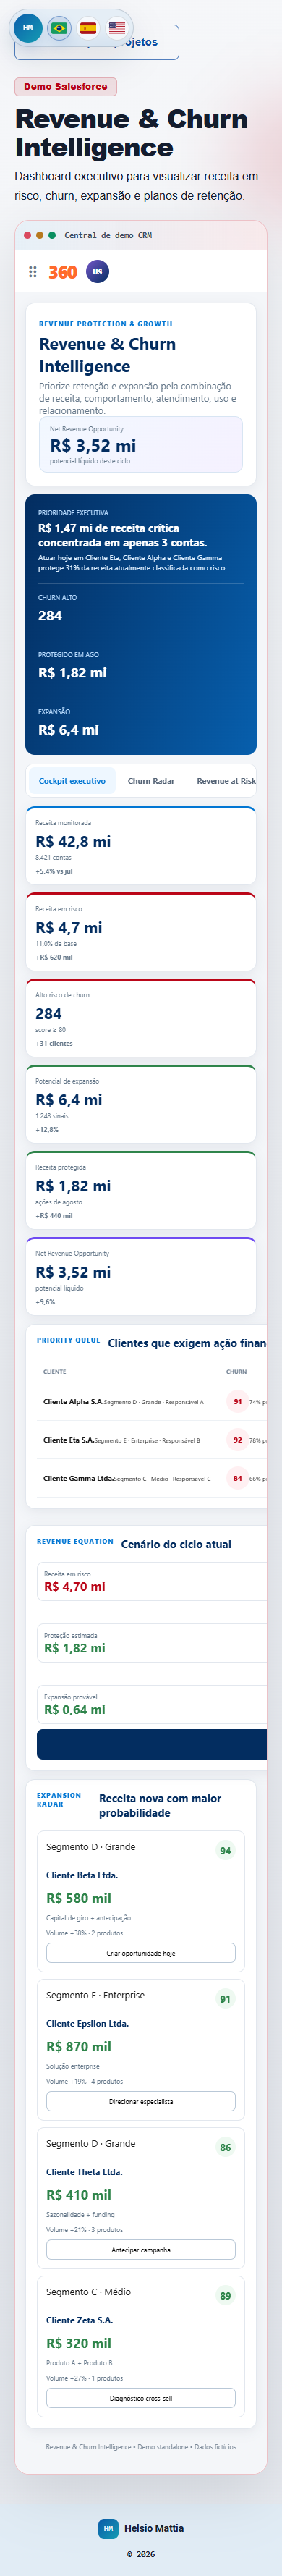 HM
ojetos
Demo Salesforce
Revenue & Churn
Intelligence
Dashboard executivo para visualizar receita em
risco, churn, expansão e planos de retenção.
Central de demo CRM
360
US
REVENUE PROTECTION & GROWTH
Revenue & Churn
Intelligence
Priorize retenção e expansão pela combinação
de receita, comportamento, atendimento, uso e
relacionamento.
Net Revenue Opportunity
R$ 3,52 mi
potencial líquido deste ciclo
PRIORIDADE EXECUTIVA
R$ 1,47 mi de receita crítica
concentrada em apenas 3 contas.
Atuar hoje em Cliente Eta, Cliente Alpha e Cliente Gamma
protege 31% da receita atualmente classificada como risco.
CHURN ALTO
284
PROTEGIDO EM AGO
R$ 1,82 mi
EXPANSÃO
R$ 6,4 mi
Cockpit executivo Churn Radar Revenue at Risk
Receita monitorada
R$ 42,8 mi
8.421 contas
+5,4% vs jul
Receita em risco
R$ 4,7 mi
11,0% da base
+R$ 620 mil
Alto risco de churn
284
score ≥ 80
+31 clientes
Potencial de expansão
R$ 6,4 mi
1.248 sinais
+12,8%
Receita protegida
R$ 1,82 mi
ações de agosto
+R$ 440 mil
Net Revenue Opportunity
R$ 3,52 mi
potencial líquido
+9,6%
PRIORITY QUEUE Clientes que exigem ação finan
CLIENTE CHURN
Cliente Alpha S.A. Segmento D · Grande · Responsável A 91 74% p
Cliente Eta S.A. Segmento E · Enterprise · Responsável B 92 78% p
Cliente Gamma Ltda. Segmento C · Médio · Responsável C 84 66% p
REVENUE EQUATION Cenário do ciclo atual
Receita em risco
R$ 4,70 mi
Proteção estimada
R$ 1,82 mi
Expansão provável
R$ 0,64 mi
EXPANSION
RADAR
Receita nova com maior
probabilidade
Segmento D · Grande 94
Cliente Beta Ltda.
R$ 580 mil
Capital de giro + antecipação
Volume +38% · 2 produtos
Criar oportunidade hoje
Segmento E · Enterprise 91
Cliente Epsilon Ltda.
R$ 870 mil
Solução enterprise
Volume +19% · 4 produtos
Direcionar especialista
Segmento D · Grande 86
Cliente Theta Ltda.
R$ 410 mil
Sazonalidade + funding
Volume +21% · 3 produtos
Antecipar campanha
Segmento C · Médio 89
Cliente Zeta S.A.
R$ 320 mil
Produto A + Produto B
Volume +27% · 1 produtos
Diagnóstico cross-sell
Revenue & Churn Intelligence • Demo standalone • Dados fictícios
HM Helsio Mattia
© 2026